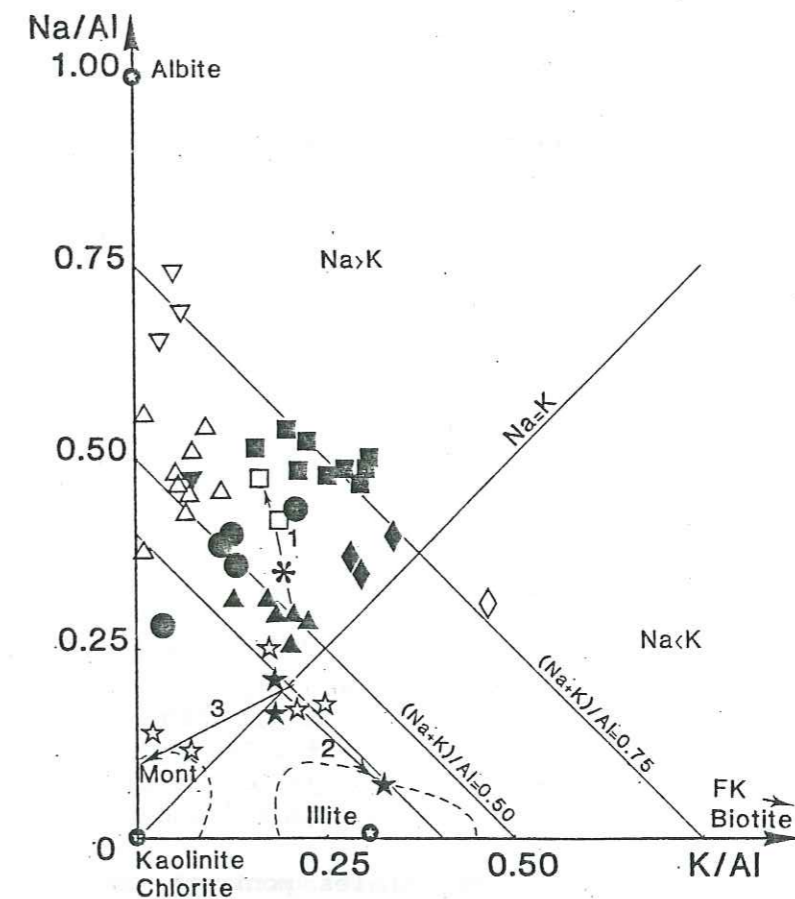 Na/Al
1.00
Albite
0.75
Na>K
Na=K
0.50
1
0.25
Na<K
(Na+K)/Al=0.75
(Na+K)/Al=0.50
3
2
Mont
Illite
FK
Biotite
0
Kaolinite
Chlorite
0.25
0.50
K/Al